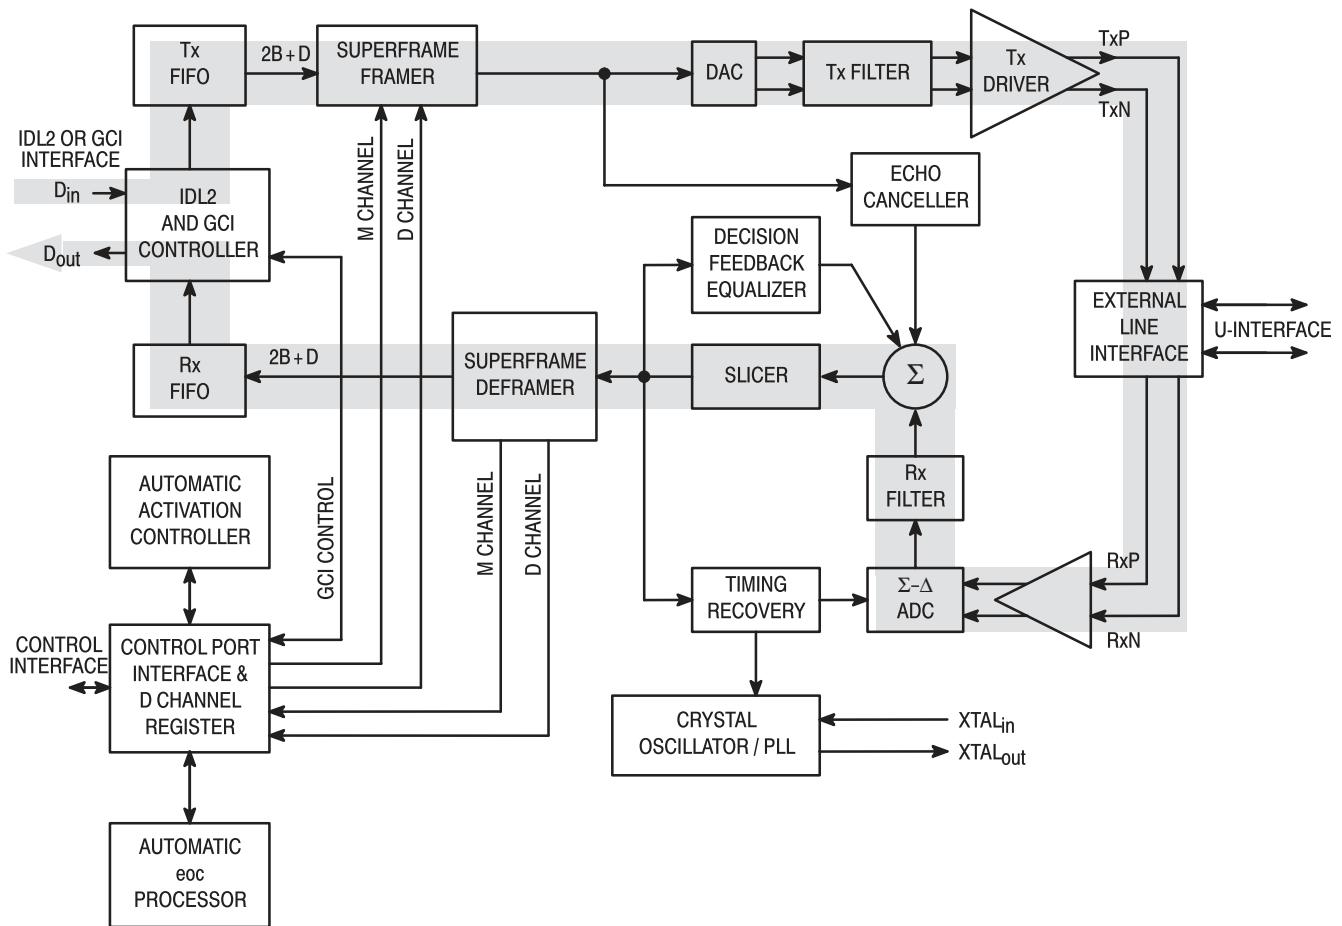 Tx
FIFO
2B+D
SUPERFRAME
FRAMER
DAC
Tx FILTER
Tx
DRIVER
TxP
TxN
IDL2 OR GCI
INTERFACE
Din
Dout
IDL2
AND GCI
CONTROLLER
M CHANNEL
D CHANNEL
ECHO
CANCELLER
DECISION
FEEDBACK
EQUALIZER
EXTERNAL
LINE
INTERFACE
U-INTERFACE
Rx
FIFO
2B+D
SUPERFRAME
DEFRAMER
SLICER
Σ
Rx
FILTER
AUTOMATIC
ACTIVATION
CONTROLLER
GCI CONTROL
M CHANNEL
D CHANNEL
TIMING
RECOVERY
Σ–Δ
ADC
RxP
RxN
CONTROL
INTERFACE
CONTROL PORT
INTERFACE &
D CHANNEL
REGISTER
CRYSTAL
OSCILLATOR / PLL
XTALin
XTALout
AUTOMATIC
eoc
PROCESSOR